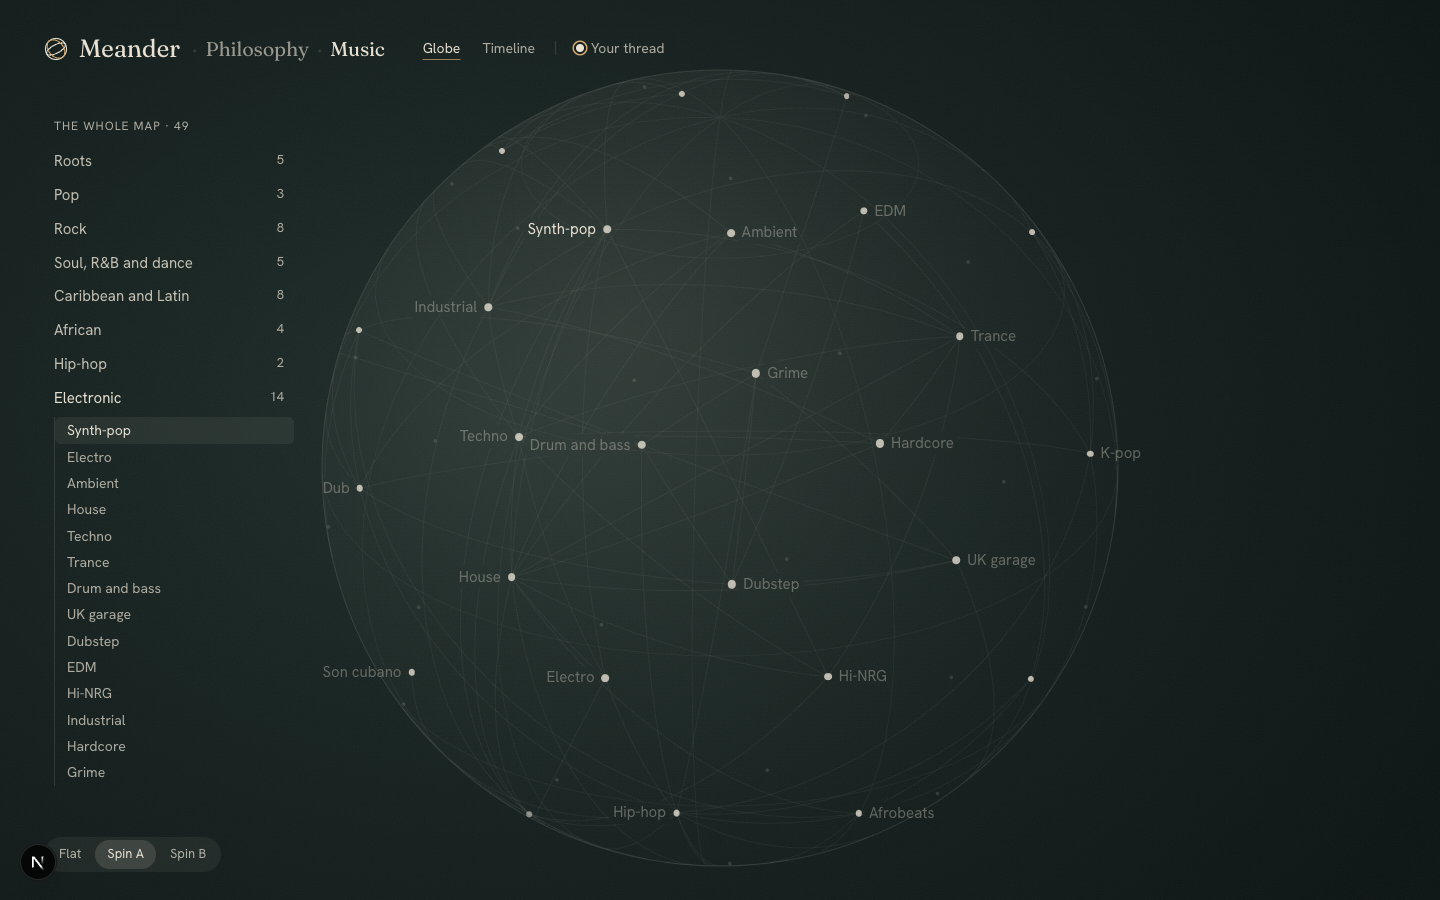 Meander · Philosophy · Music
Globe
Timeline
Your thread
THE WHOLE MAP · 49
Roots 5
Pop 3
Rock 8
Soul, R&B and dance 5
Caribbean and Latin 8
African 4
Hip-hop 2
Electronic 14
Synth-pop
Electro
Ambient
House
Techno
Trance
Drum and bass
UK garage
Dubstep
EDM
Hi-NRG
Industrial
Hardcore
Grime
Flat
Spin A
Spin B
N
EDM
Synth-pop
Ambient
Industrial
Trance
Grime
Techno
Drum and bass
Hardcore
K-pop
Dub
UK garage
House
Dubstep
Son cubano
Electro
Hi-NRG
Hip-hop
Afrobeats